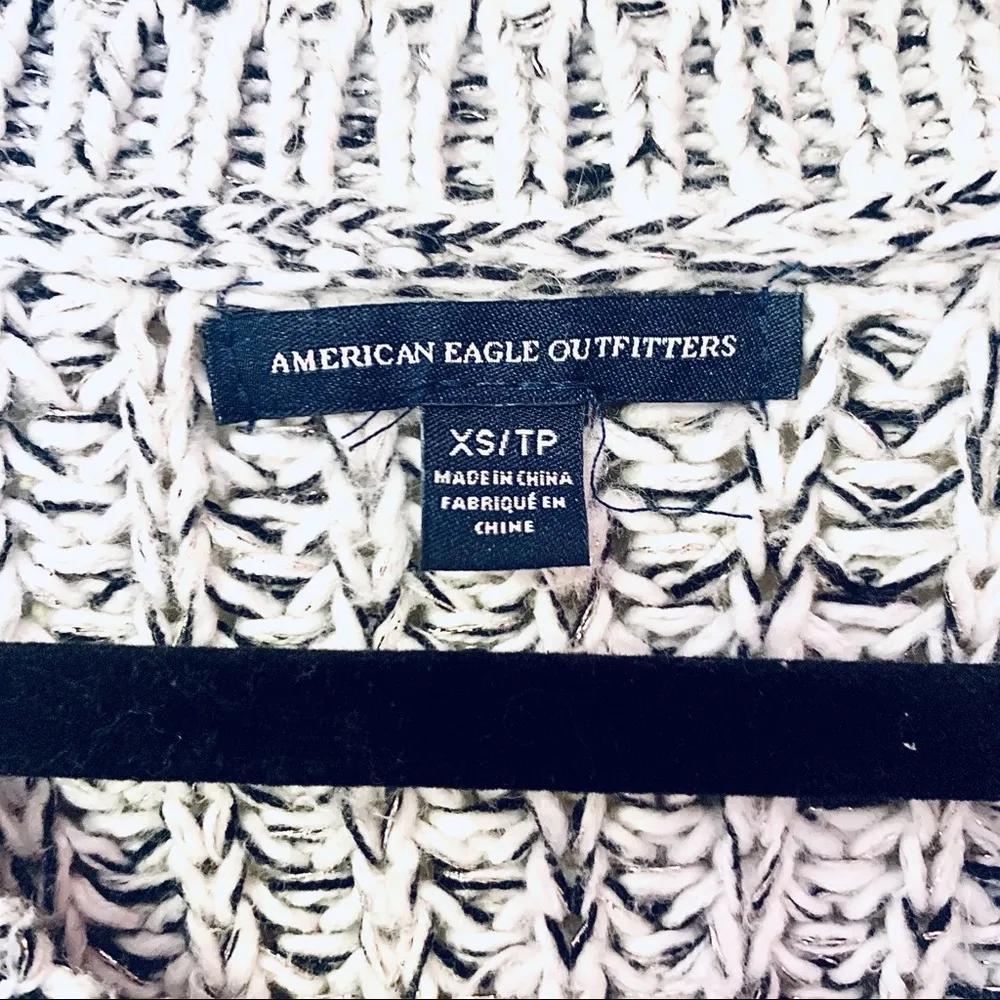 AMERICAN EAGLE OUTFITTERS
XS/TP
MADE IN CHINA
FABRIQUÉ EN
CHINE